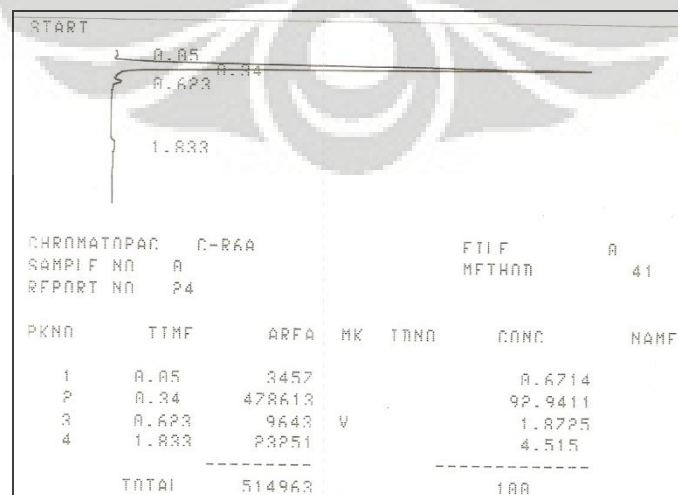 START
0.05
0.34
0.623
1.833
CHROMATOPAC C-R6A FILE 0
SAMPLE NO 0 METHOD 41
REPORT NO 24
PKNO TIME AREA MK IDNO CONC NAME
1 0.05 3457 0.6714
2 0.34 478613 92.9411
3 0.623 9643 V 1.8725
4 1.833 23251 4.515
---------- -------------
TOTAL 514963 100